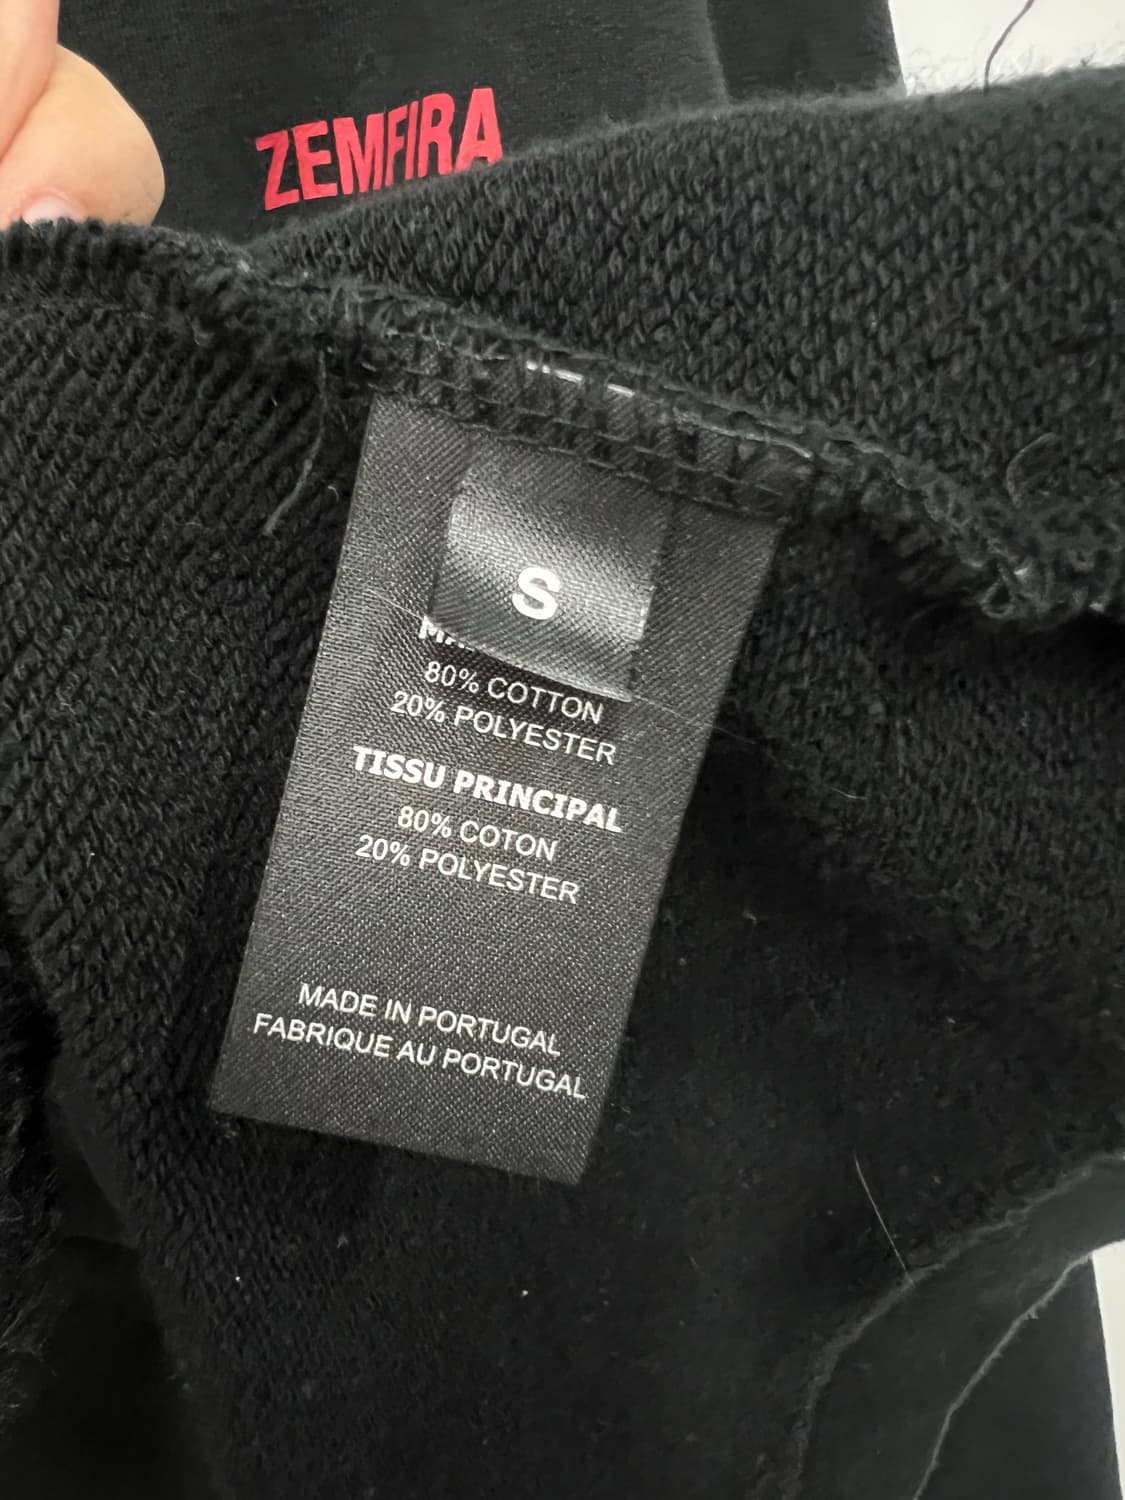 ZEMFIRA
S
80% COTTON
20% POLYESTER
TISSU PRINCIPAL
80% COTON
20% POLYESTER
MADE IN PORTUGAL
FABRIQUE AU PORTUGAL